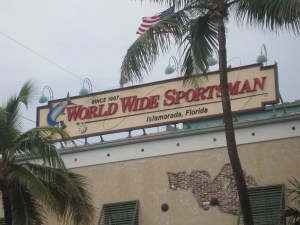 SINCE 1967
WORLD WIDE SPORTSMAN
Islamorada, Florida